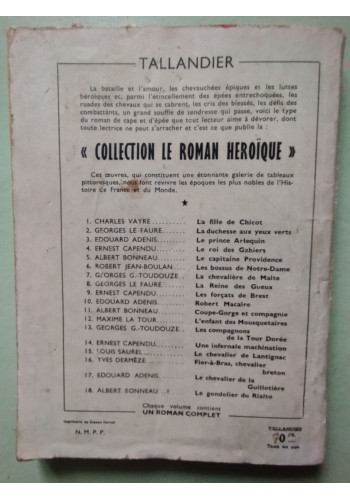 TALLANDIER
La bataille et l'amour, les chevauchées épiques et les luttes
héroïques et, parmi l'étincellement des épées entrechoquées, les
ruades des chevaux qui se cabrent, les cris des blessés, les défis des
combattants, un grand souffle de tendresse qui passe, voici le type
du roman de cape et d'épée que tout lecteur aime à dévorer, dont
toute lectrice ne peut s'arracher et c'est ce que publie la :
« COLLECTION LE ROMAN HEROÏQUE »
Ces œuvres, qui constituent une étonnante galerie de tableaux
pittoresques, nous font revivre les époques les plus nobles de l'His-
toire de France et du Monde.
1. CHARLES VAYRE La fille de Chicot
2. GEORGES LE FAURE La duchesse aux yeux verts
3. EDOUARD ADENIS Le prince Arlequin
4. ERNEST CAPENDU Le roi des Gabiers
5. ALBERT BONNEAU Le capitaine Providence
6. ROBERT JEAN-BOULAN Les bossus de Notre-Dame
7. GEORGES G.-TOUDOUZE La chevalière de Malte
8. GEORGES LE FAURE La Reine des Gueux
9. ERNEST CAPENDU Les forçats de Brest
10. EDOUARD ADENIS Robert Macaire
11. ALBERT BONNEAU Coupe-Gorge et compagnie
12. MAXIME LA TOUR L'enfant des Mousquetaires
13. GEORGES G.-TOUDOUZE Les compagnons
de la Tour Dorée
14. ERNEST CAPENDU Une infernale machination
15. LOUIS SAUREL Le chevalier de Lantignac
16. YVES DERMÈZE Fier-à-Bras, chevalier
breton
17. EDOUARD ADENIS Le chevalier de la
Guillotière
18. ALBERT BONNEAU Le gondolier du Rialto
Chaque volume contient
UN ROMAN COMPLET
N. M. P. P.
TALLANDIER